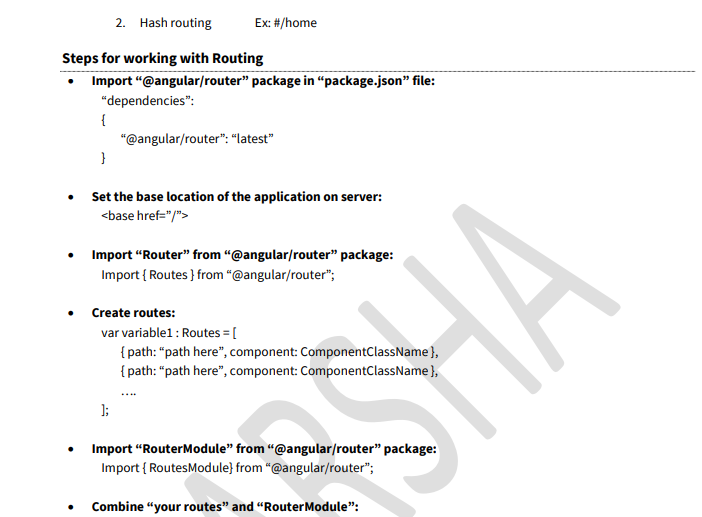 2. Hash routing Ex: #/home
Steps for working with Routing
• Import “@angular/router” package in “package.json” file:
“dependencies”:
{
“@angular/router”: “latest”
}
• Set the base location of the application on server:
<base href=”/”>
• Import “Router” from “@angular/router” package:
Import { Routes } from “@angular/router”;
• Create routes:
var variable1 : Routes = [
{ path: “path here”, component: ComponentClassName },
{ path: “path here”, component: ComponentClassName },
….
];
• Import “RouterModule” from “@angular/router” package:
Import { RoutesModule} from “@angular/router”;
• Combine “your routes” and “RouterModule”:
ARSHA